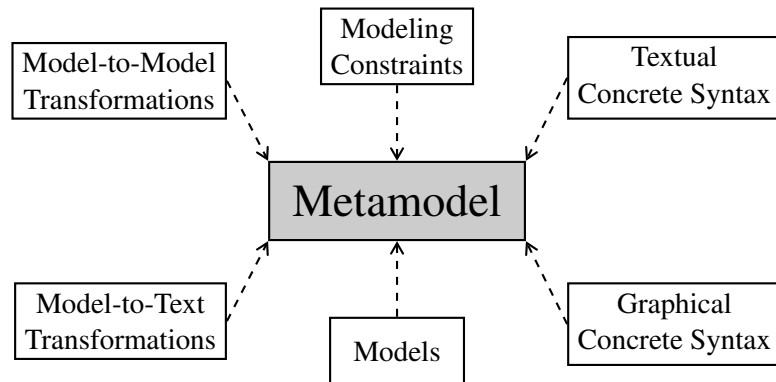 Modeling
Constraints
Model-to-Model
Transformations
Textual
Concrete Syntax
Metamodel
Model-to-Text
Transformations
Models
Graphical
Concrete Syntax